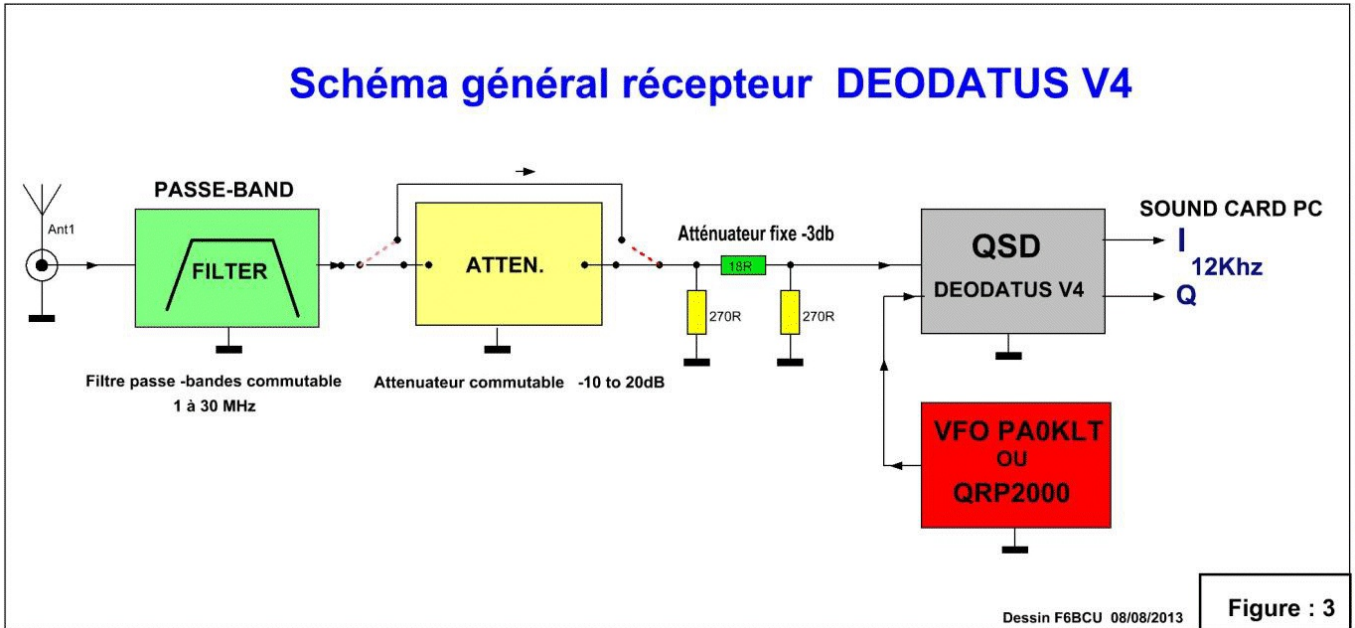 Schéma général récepteur DEODATUS V4
PASSE-BAND
Ant1
FILTER
Filtre passe -bandes commutable
1 à 30 MHz
ATTEN.
Attenuateur commutable -10 to 20dB
Atténuateur fixe -3db
18R
270R
270R
QSD
DEODATUS V4
SOUND CARD PC
I
12Khz
Q
VFO PA0KLT
OU
QRP2000
Dessin F6BCU 08/08/2013
Figure : 3